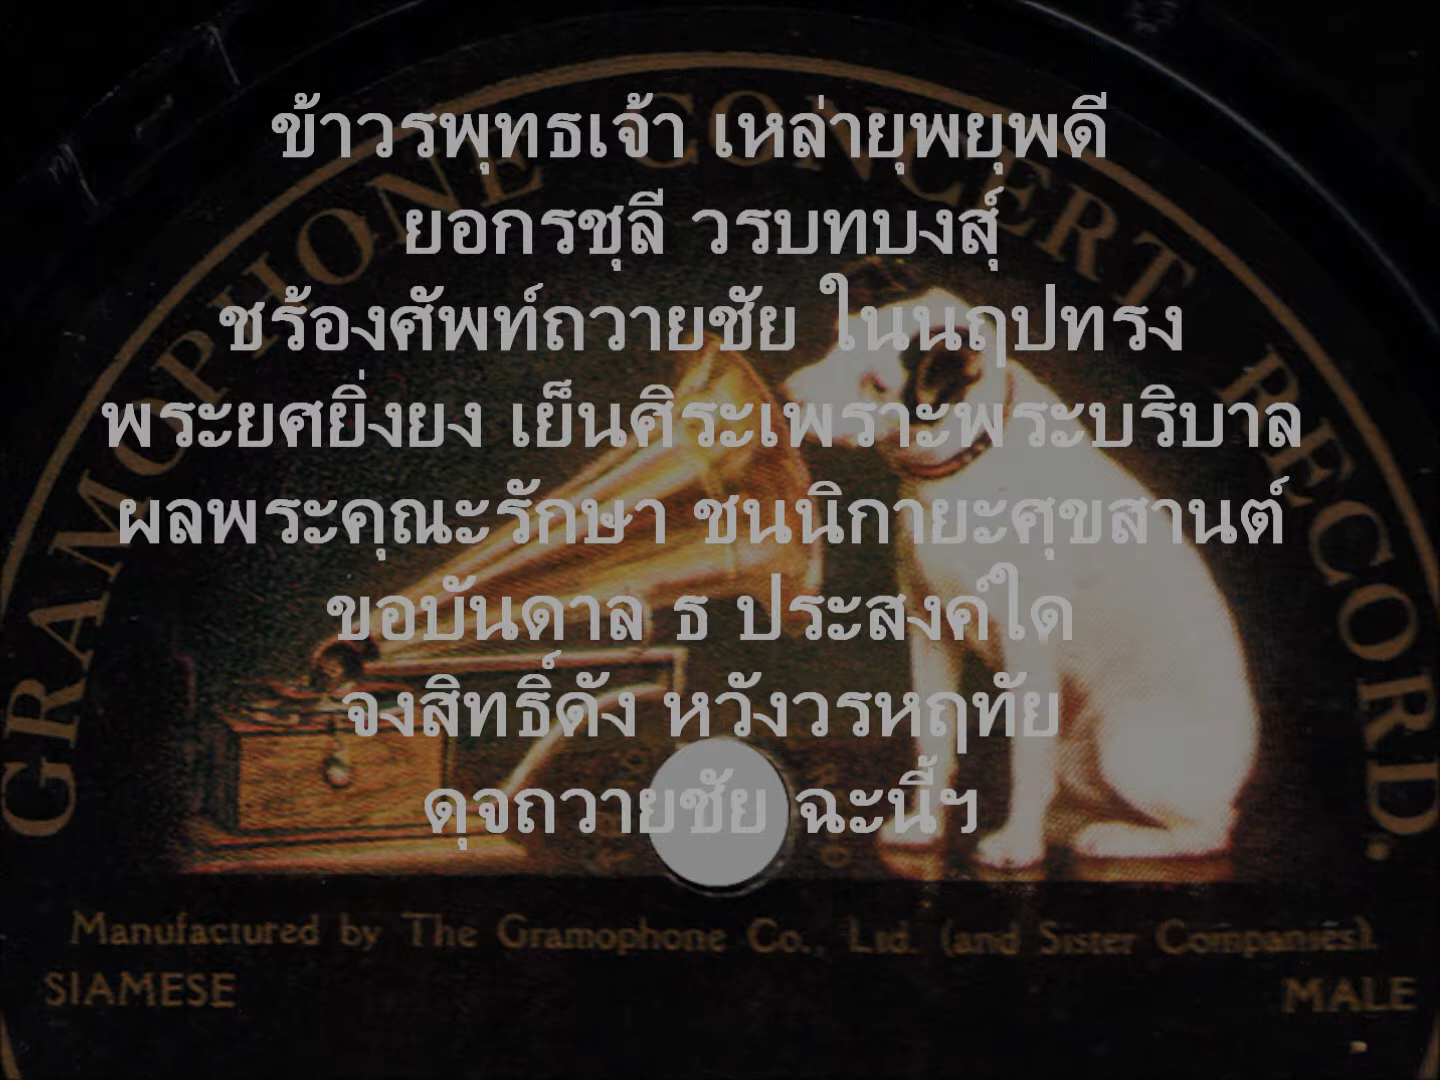 GRAMOPHONE CONCERT RECORD.
ข้าวรพุทธเจ้า เหล่ายุพยุพดี
ยอกรชุลี วรบทบงสุ์
ซร้องศัพท์ถวายชัย ในนฤปทรง
พระยศยิ่งยง เย็นศิระเพราะพระบริบาล
ผลพระคุณะรักษา ชนนิกายะศุขสานต์
ขอบันดาล ธ ประสงค์ใด
จงสิทธิ์ดัง หวังวรหฤทัย
ดุจถวายชัย ฉะนี้ฯ
Manufactured by The Gramophone Co., Ltd. (and Sister Companies).
SIAMESE MALE